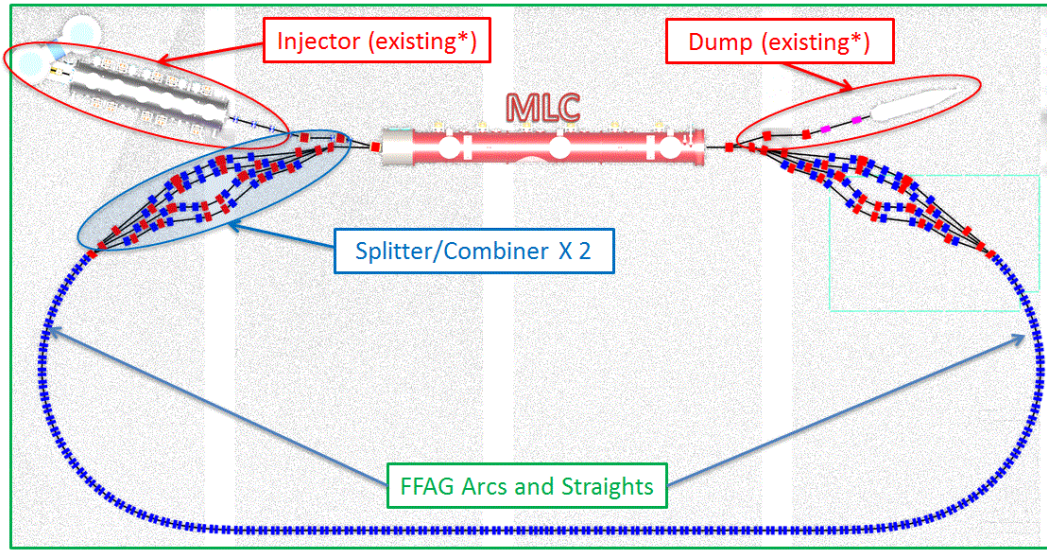 Injector (existing*)
Dump (existing*)
MLC
Splitter/Combiner X 2
FFAG Arcs and Straights